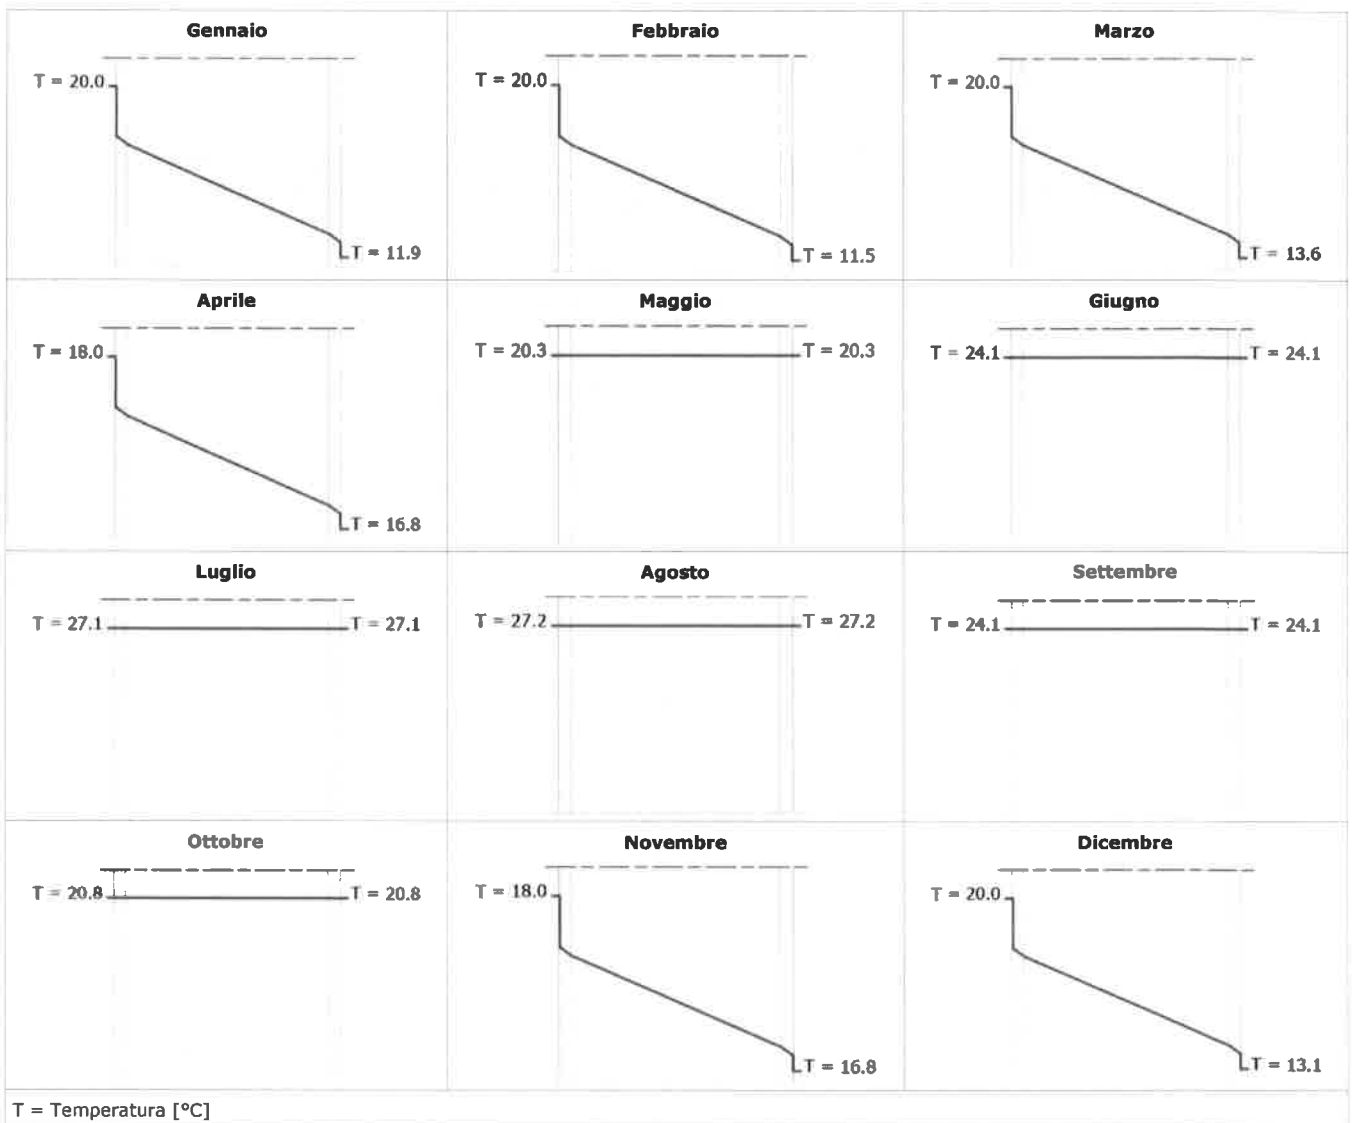 Gennaio
T = 20.0
T = 11.9
Febbraio
T = 20.0
T = 11.5
Marzo
T = 20.0
T = 13.6
Aprile
T = 18.0
T = 16.8
Maggio
T = 20.3
T = 20.3
Giugno
T = 24.1
T = 24.1
Luglio
T = 27.1
T = 27.1
Agosto
T = 27.2
T = 27.2
Settembre
T = 24.1
T = 24.1
Ottobre
T = 20.8
T = 20.8
Novembre
T = 18.0
T = 16.8
Dicembre
T = 20.0
T = 13.1
T = Temperatura [°C]